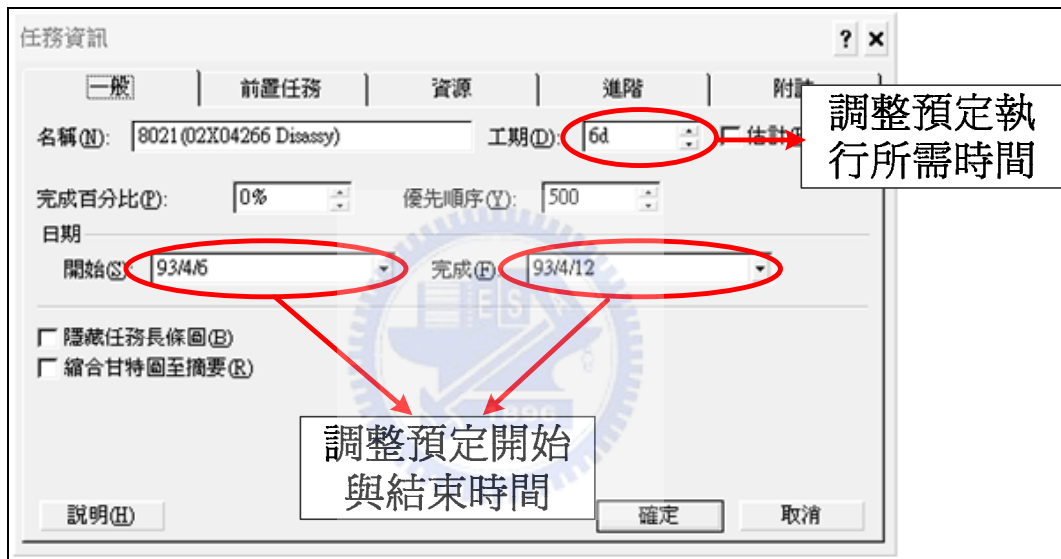 任務資訊
一般 前置任務 資源 進階
名稱(N): 8021(02X04266 Disassy) 工期(D): 6d 估計
調整預定執
行所需時間
完成百分比(P): 0% 優先順序(Y): 500
日期
開始(S): 93/4/6 完成(F): 93/4/12
隱藏任務長條圖(B)
縮合甘特圖至摘要(R)
調整預定開始
與結束時間
說明(H) 確定 取消
ES A
1896